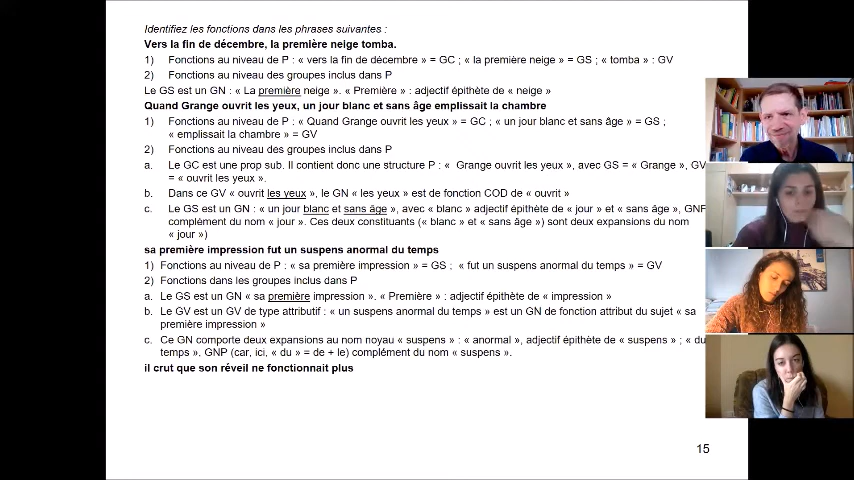 Identifiez les fonctions dans les phrases suivantes :
Vers la fin de décembre, la première neige tomba.
1) Fonctions au niveau de P : « vers la fin de décembre » = GC ; « la première neige » = GS ; « tomba » : GV
2) Fonctions au niveau des groupes inclus dans P
Le GS est un GN : « La première neige ». « Première » : adjectif épithète de « neige »
Quand Grange ouvrit les yeux, un jour blanc et sans âge emplissait la chambre
1) Fonctions au niveau de P : « Quand Grange ouvrit les yeux » = GC ; « un jour blanc et sans âge » = GS ;
« emplissait la chambre » = GV
2) Fonctions au niveau des groupes inclus dans P
a. Le GC est une prop sub. Il contient donc une structure P : « Grange ouvrit les yeux », avec GS = « Grange », GV
= « ouvrit les yeux ».
b. Dans ce GV « ouvrit les yeux », le GN « les yeux » est de fonction COD de « ouvrit »
c. Le GS est un GN : « un jour blanc et sans âge », avec « blanc » adjectif épithète de « jour » et « sans âge », GNP
complément du nom « jour ». Ces deux constituants (« blanc » et « sans âge ») sont deux expansions du nom
« jour »)
sa première impression fut un suspens anormal du temps
1) Fonctions au niveau de P : « sa première impression » = GS ; « fut un suspens anormal du temps » = GV
2) Fonctions dans les groupes inclus dans P
a. Le GS est un GN « sa première impression ». « Première » : adjectif épithète de « impression »
b. Le GV est un GV de type attributif : « un suspens anormal du temps » est un GN de fonction attribut du sujet « sa
première impression »
c. Ce GN comporte deux expansions au nom noyau « suspens » : « anormal », adjectif épithète de « suspens » ; « du
temps ». GNP (car, ici, « du » = de + le) complément du nom « suspens ».
il crut que son réveil ne fonctionnait plus
15